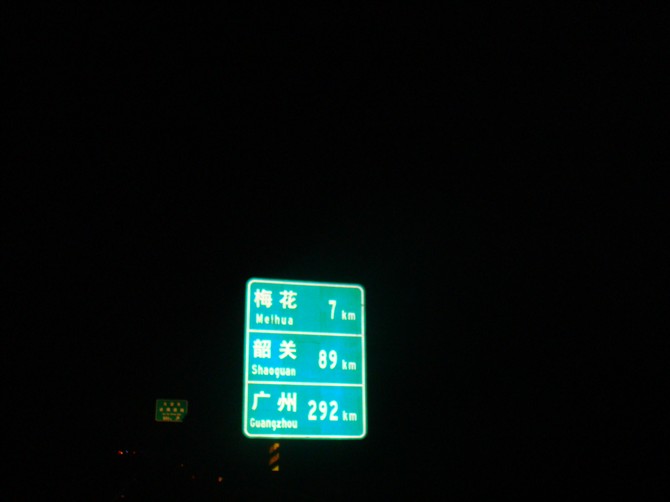 梅花 7 km
Meihua
韶关 89 km
Shaoguan
广州 292 km
Guangzhou